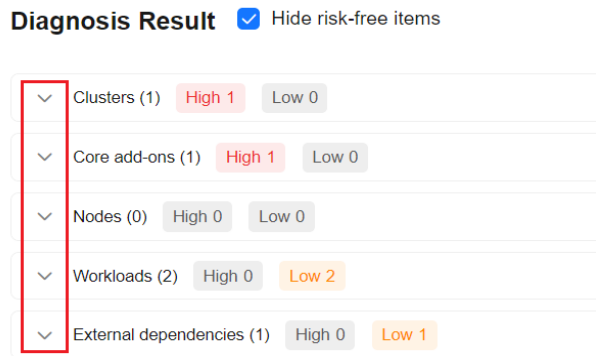 Diagnosis Result Hide risk-free items
Clusters (1) High 1 Low 0
Core add-ons (1) High 1 Low 0
Nodes (0) High 0 Low 0
Workloads (2) High 0 Low 2
External dependencies (1) High 0 Low 1